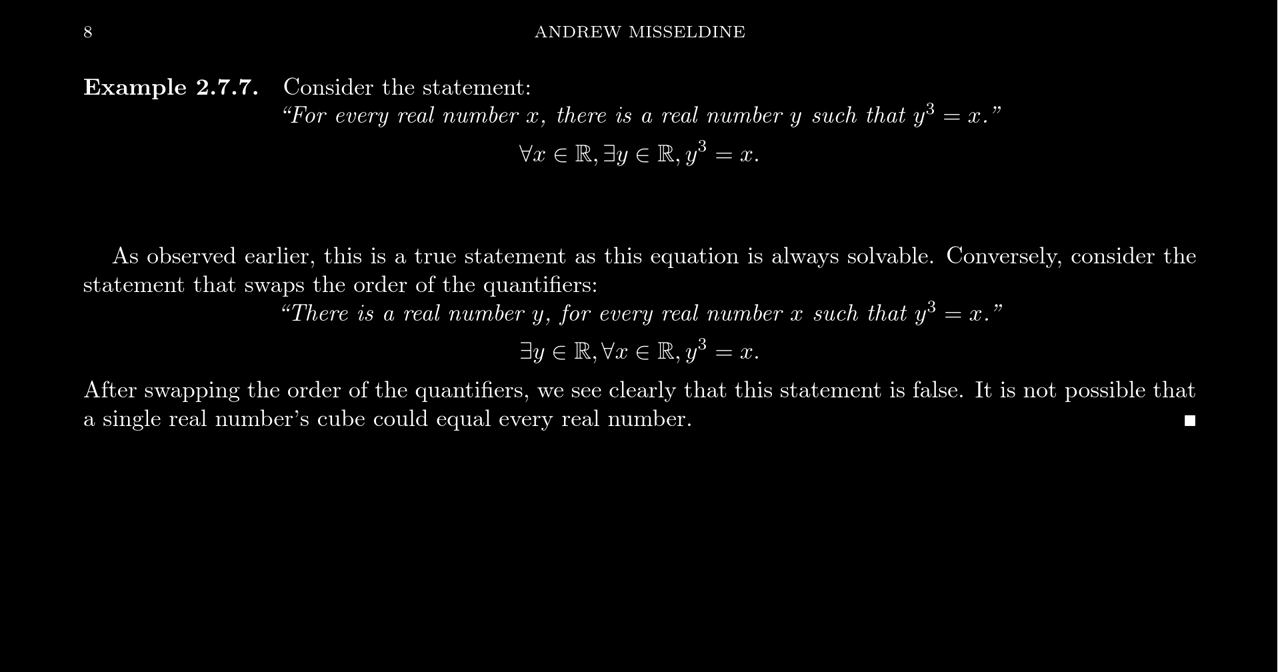 8 ANDREW MISSELDINE
Example 2.7.7. Consider the statement:
“For every real number x, there is a real number y such that y³ = x.”
∀x ∈ ℝ, ∃y ∈ ℝ, y³ = x.
As observed earlier, this is a true statement as this equation is always solvable. Conversely, consider the
statement that swaps the order of the quantifiers:
“There is a real number y, for every real number x such that y³ = x.”
∃y ∈ ℝ, ∀x ∈ ℝ, y³ = x.
After swapping the order of the quantifiers, we see clearly that this statement is false. It is not possible that
a single real number’s cube could equal every real number. ■